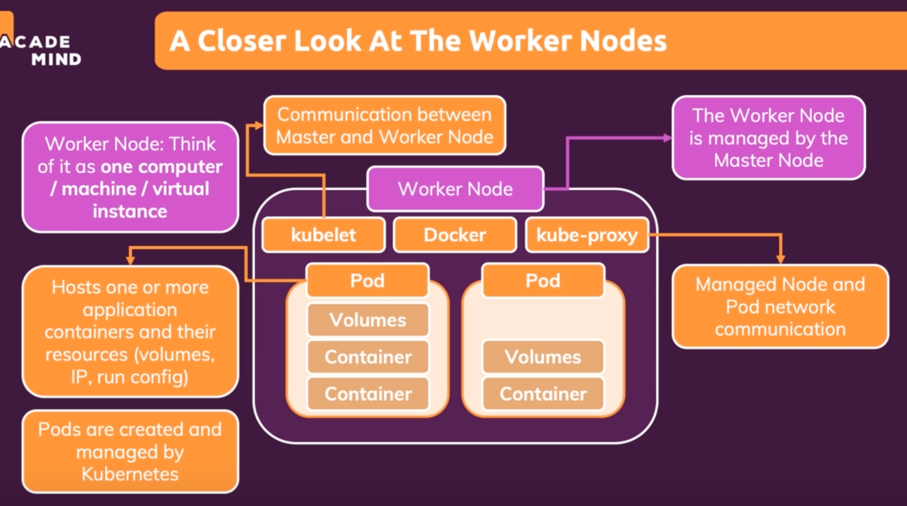 ACADE
MIND
A Closer Look At The Worker Nodes
Communication between
Master and Worker Node
The Worker Node
is managed by the
Master Node
Worker Node: Think
of it as one computer
/ machine / virtual
instance
Worker Node
kubelet
Docker
kube-proxy
Pod
Volumes
Container
Container
Pod
Volumes
Container
Hosts one or more
application
containers and their
resources (volumes,
IP, run config)
Managed Node and
Pod network
communication
Pods are created and
managed by
Kubernetes